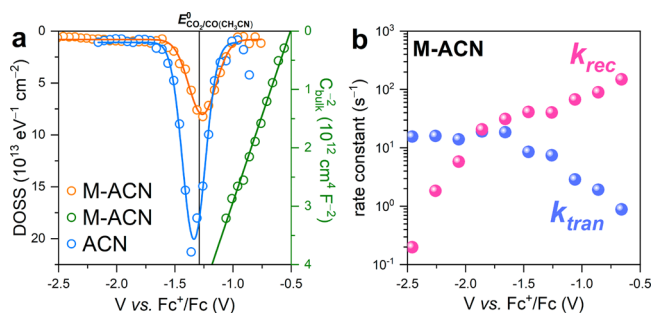 E⁰CO₂/CO(CH₃CN)
a
0
5
10
15
20
DOSS (10¹³ eV⁻¹ cm⁻²)
M-ACN
M-ACN
ACN
0
1
2
3
4
C⁻²bulk (10¹² cm⁴ F⁻²)
-2.5 -2.0 -1.5 -1.0 -0.5
V vs. Fc⁺/Fc (V)
b
M-ACN
k_rec
k_tran
10³
10²
10¹
10⁰
10⁻¹
rate constant (s⁻¹)
-2.5 -2.0 -1.5 -1.0 -0.5
V vs. Fc⁺/Fc (V)